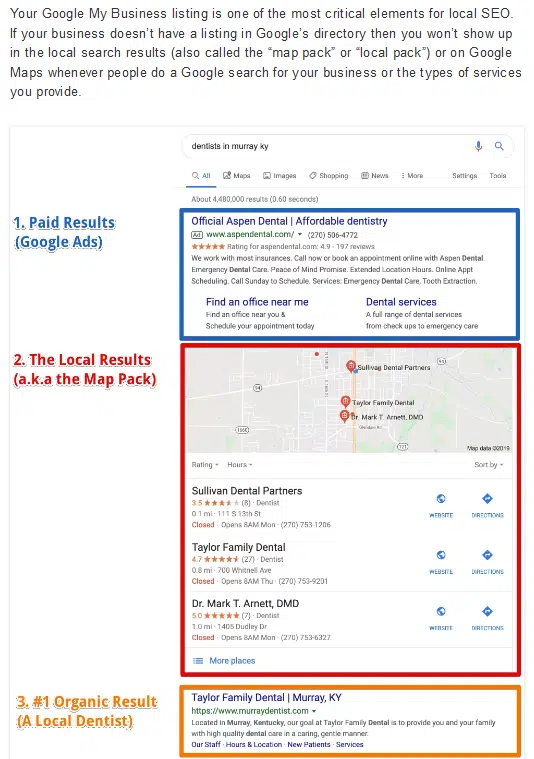 Your Google My Business listing is one of the most critical elements for local SEO.
If your business doesn't have a listing in Google's directory then you won't show up
in the local search results (also called the “map pack” or “local pack”) or on Google
Maps whenever people do a Google search for your business or the types of services
you provide.
dentists in murray ky
All Maps Images Shopping News More Settings Tools
About 4,480,000 results (0.60 seconds)
1. Paid Results
(Google Ads)
Official Aspen Dental | Affordable dentistry
Ad www.aspendental.com/ (270) 506-4772
Rating for aspendental.com: 4.9 - 197 reviews
We work with most insurances. Call now or book an appointment online with Aspen Dental.
Emergency Dental Care. Peace of Mind Promise. Extended Location Hours. Online Appt
Scheduling. Call Sunday to Schedule. Services: Emergency Dental Care, Tooth Extraction.
Find an office near me
Find an office near you &
Schedule your appointment today
Dental services
A full range of dental services
from check ups to emergency care
2. The Local Results
(a.k.a the Map Pack)
Sullivan Dental Partners
94
Taylor Family Dental
Dr. Mark T. Arnett, DMD
Glendale Rd
121
Map data ©2019
Rating Hours Sort by
Sullivan Dental Partners
3.5 (8) · Dentist
0.1 mi · 111 S 13th St
Closed · Opens 8AM Mon · (270) 753-1206
WEBSITE DIRECTIONS
Taylor Family Dental
4.7 (27) · Dentist
0.8 mi · 700 Whitnell Ave
Closed · Opens 8AM Thu · (270) 753-9201
WEBSITE DIRECTIONS
Dr. Mark T. Arnett, DMD
5.0 (7) · Dentist
1.0 mi · 1405 Dudley Dr
Closed · Opens 8AM Mon · (270) 753-6327
WEBSITE DIRECTIONS
More places
3. #1 Organic Result
(A Local Dentist)
Taylor Family Dental | Murray, KY
https://www.murraydentist.com
Located in Murray, Kentucky, our goal at Taylor Family Dental is to provide you and your family
with high quality dental care in a caring, gentle manner.
Our Staff · Hours & Location · New Patients · Services